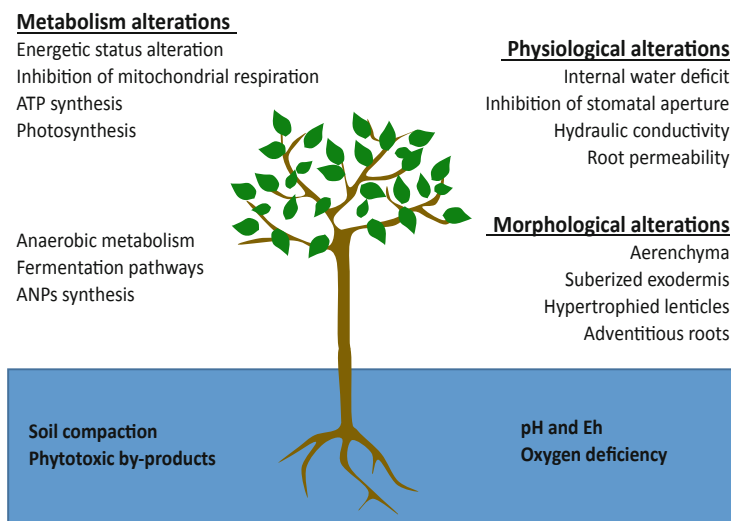 Metabolism alterations
Energetic status alteration
Inhibition of mitochondrial respiration
ATP synthesis
Photosynthesis
Anaerobic metabolism
Fermentation pathways
ANPs synthesis
Physiological alterations
Internal water deficit
Inhibition of stomatal aperture
Hydraulic conductivity
Root permeability
Morphological alterations
Aerenchyma
Suberized exodermis
Hypertrophied lenticles
Adventitious roots
Soil compaction
Phytotoxic by-products
pH and Eh
Oxygen deficiency